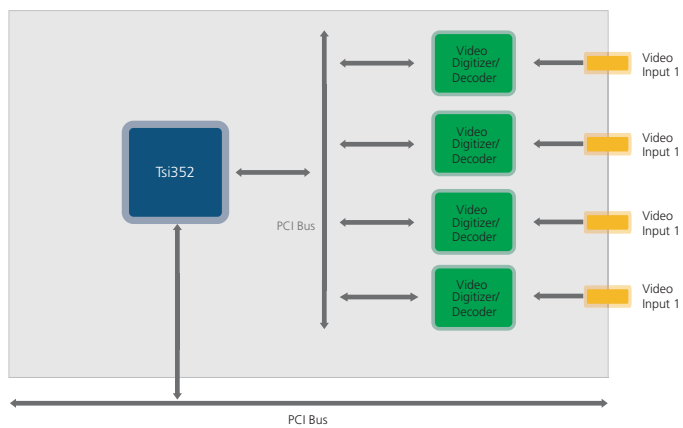 Video
Digitizer/
Decoder
Video
Input 1
Video
Digitizer/
Decoder
Video
Input 1
Tsi352
PCI Bus
Video
Digitizer/
Decoder
Video
Input 1
Video
Digitizer/
Decoder
Video
Input 1
PCI Bus